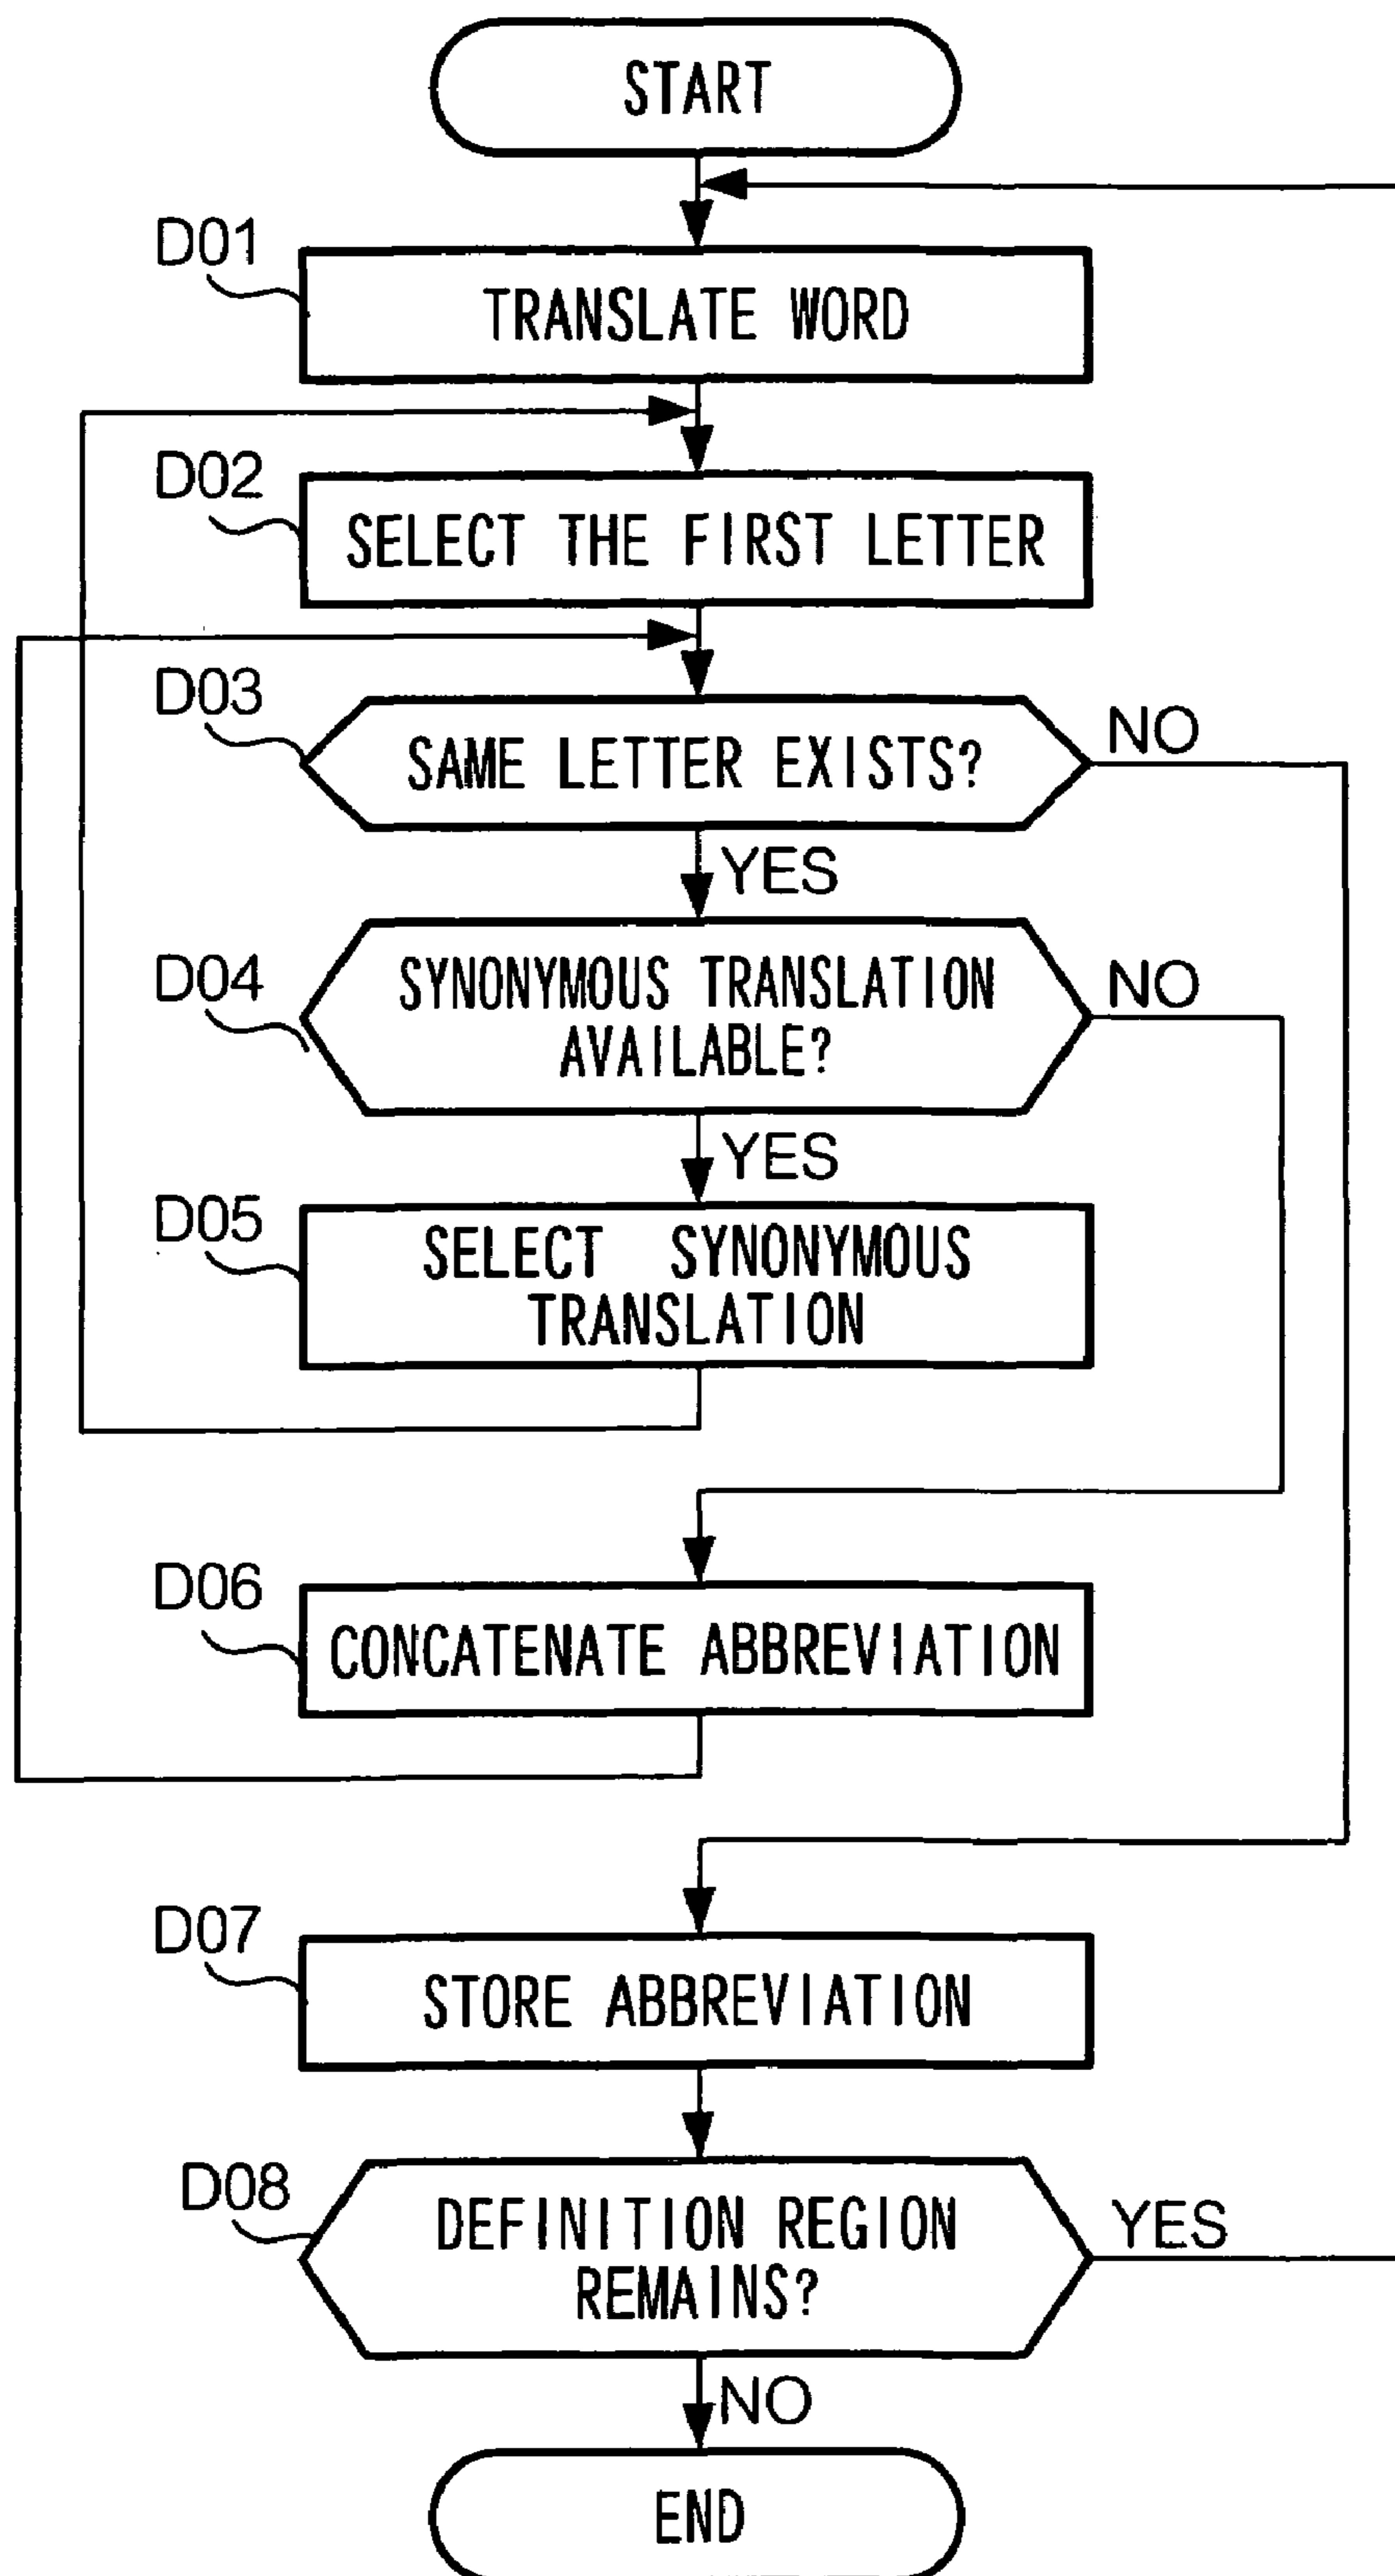 START
D01
TRANSLATE WORD
D02
SELECT THE FIRST LETTER
D03
SAME LETTER EXISTS?
NO
YES
D04
SYNONYMOUS TRANSLATION
AVAILABLE?
NO
YES
D05
SELECT SYNONYMOUS
TRANSLATION
D06
CONCATENATE ABBREVIATION
D07
STORE ABBREVIATION
D08
DEFINITION REGION
REMAINS?
YES
NO
END